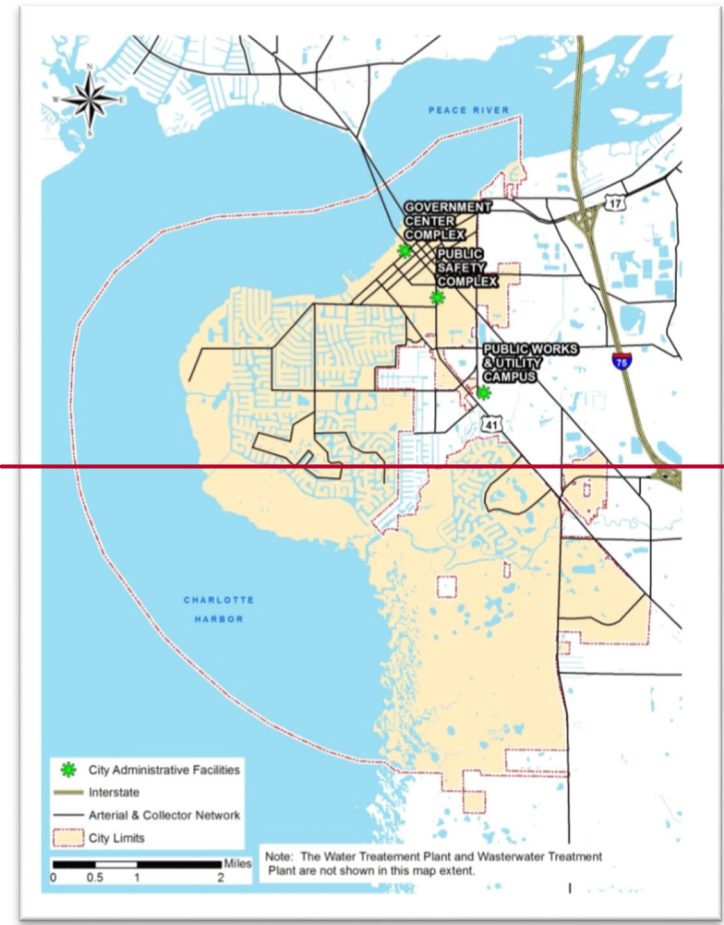 N
W E
S
PEACE RIVER
17
GOVERNMENT
CENTER
COMPLEX
PUBLIC
SAFETY
COMPLEX
PUBLIC WORKS
& UTILITY
CAMPUS
75
41
CHARLOTTE
HARBOR
City Administrative Facilities
Interstate
Arterial & Collector Network
City Limits
Miles
0 0.5 1 2
Note: The Water Treatement Plant and Wasterwater Treatment
Plant are not shown in this map extent.